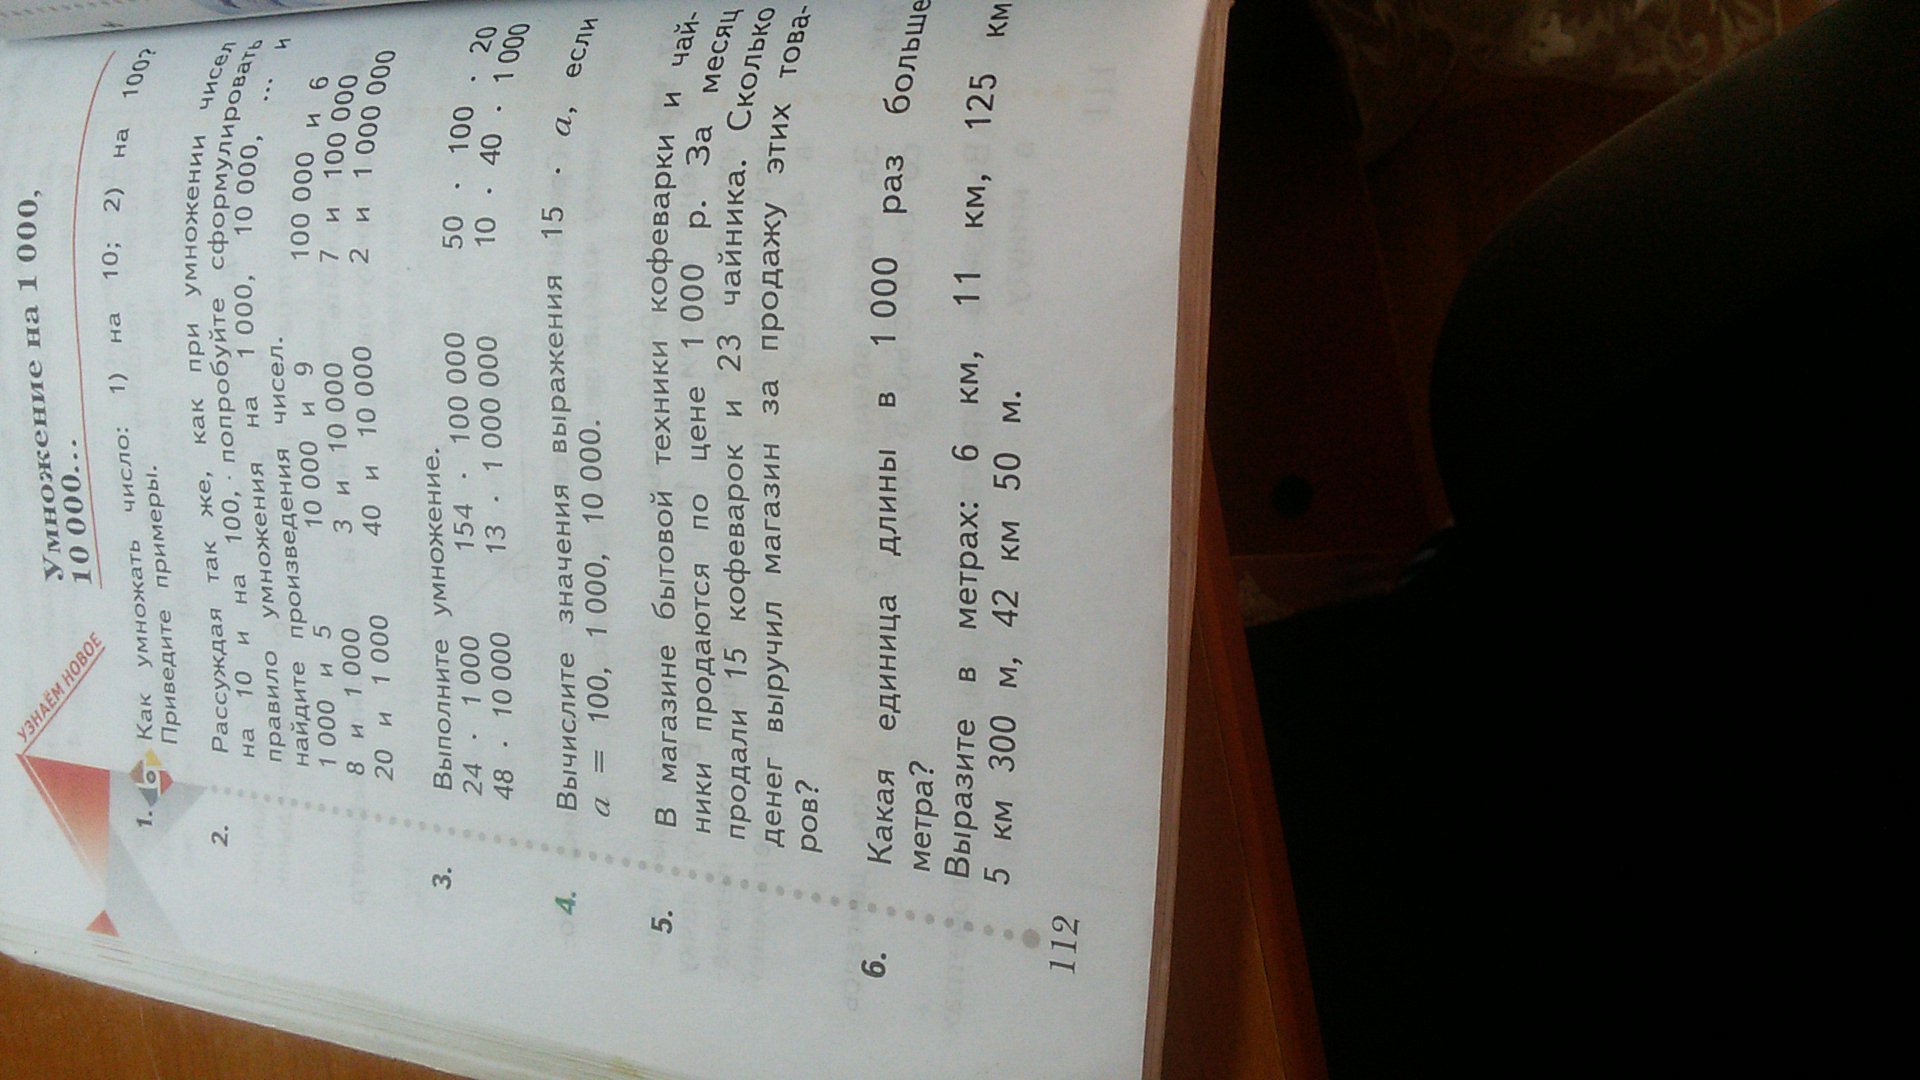 УЗНАЁМ НОВОЕ
Умножение на 1 000,
10 000...
1. Как умножать число: 1) на 10; 2) на 100?
Приведите примеры.
2. Рассуждая так же, как при умножении чисел
на 10 и на 100, попробуйте сформулировать
правило умножения на 1 000, 10 000, ... и
найдите произведения чисел.
1 000 и 5 10 000 и 9 100 000 и 6
8 и 1 000 3 и 10 000 7 и 100 000
20 и 1 000 40 и 10 000 2 и 1 000 000
3. Выполните умножение.
24 · 1 000 154 · 100 000 50 · 100 · 20
48 · 10 000 13 · 1 000 000 10 · 40 · 1 000
4. Вычислите значения выражения 15 · a, если
a = 100, 1 000, 10 000.
5. В магазине бытовой техники кофеварки и чай-
ники продаются по цене 1 000 р. За месяц
продали 15 кофеварок и 23 чайника. Сколько
денег выручил магазин за продажу этих това-
ров?
6. Какая единица длины в 1 000 раз больше
метра?
Выразите в метрах: 6 км, 11 км, 125 км
5 км 300 м, 42 км 50 м.
112